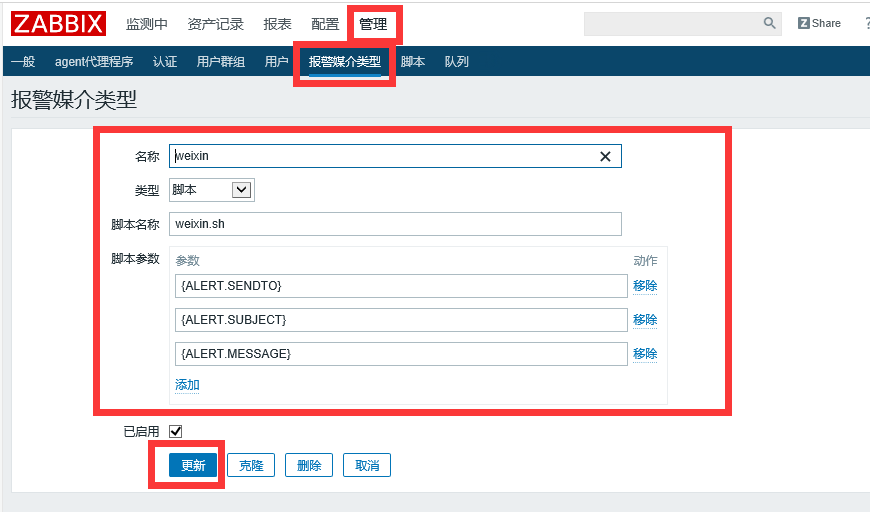 ZABBIX 监测中 资产记录 报表 配置 管理 Share ?
一般 agent代理程序 认证 用户群组 用户 报警媒介类型 脚本 队列
报警媒介类型
名称 weixin
类型 脚本
脚本名称 weixin.sh
脚本参数 参数 动作
{ALERT.SENDTO} 移除
{ALERT.SUBJECT} 移除
{ALERT.MESSAGE} 移除
添加
已启用
更新 克隆 删除 取消